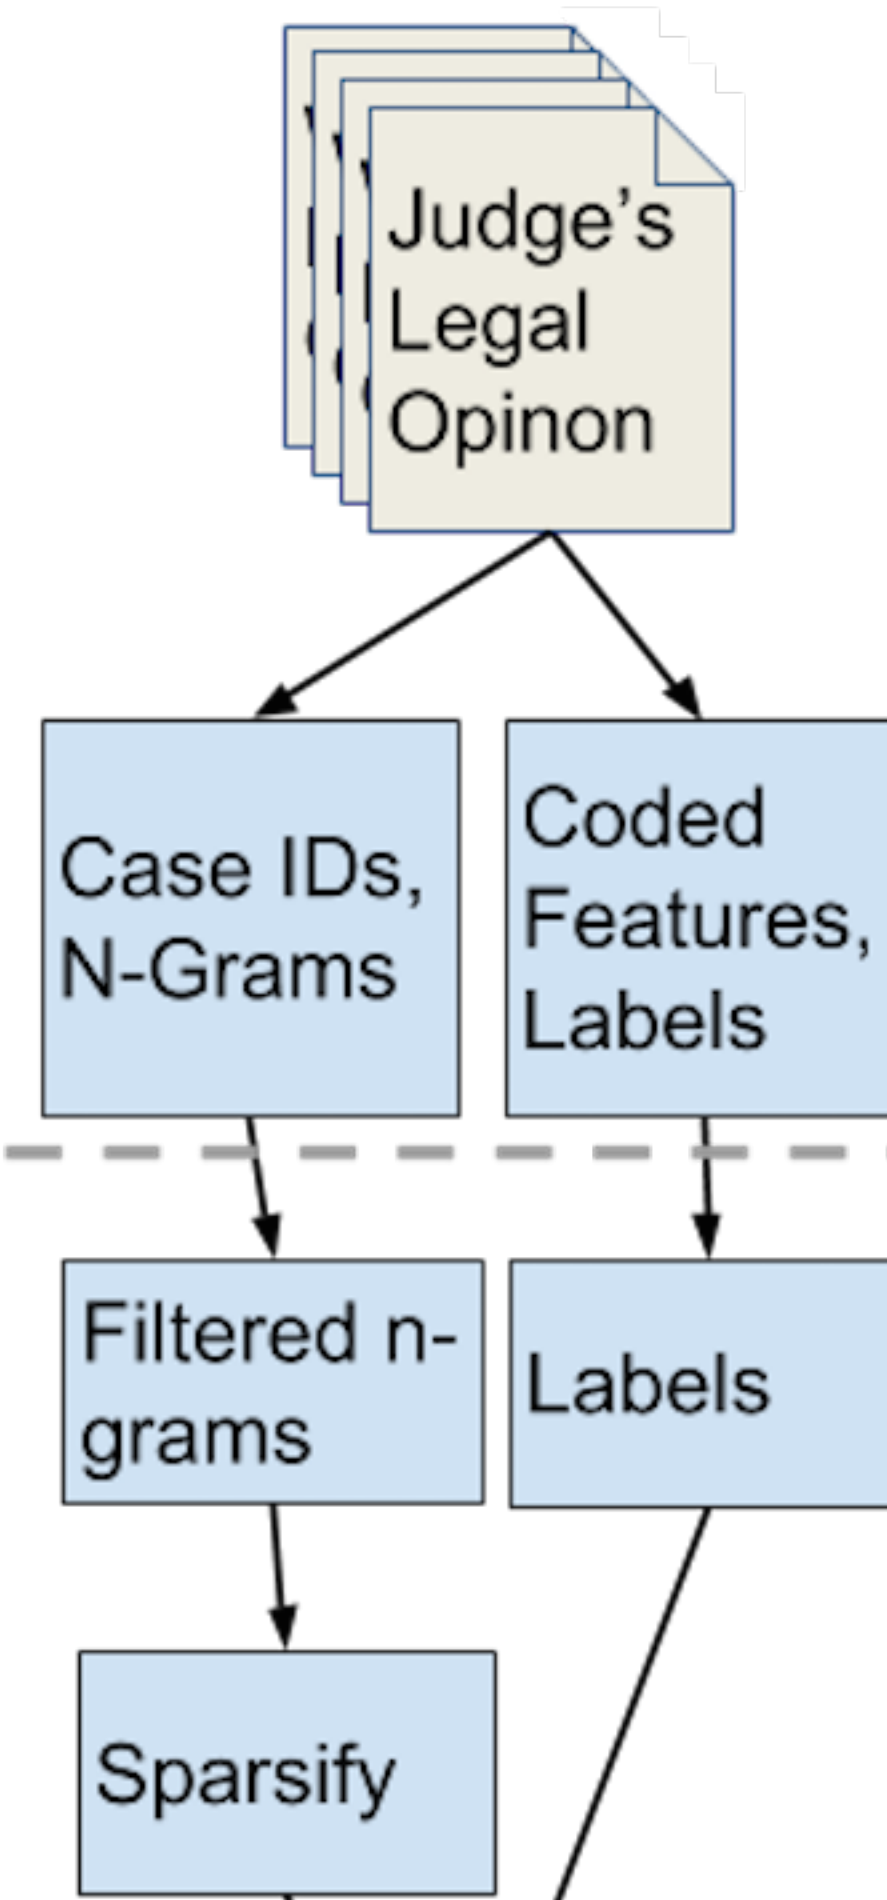 Judge’s
Legal
Opinon
Case IDs,
N-Grams
Coded
Features,
Labels
Filtered n-
grams
Labels
Sparsify